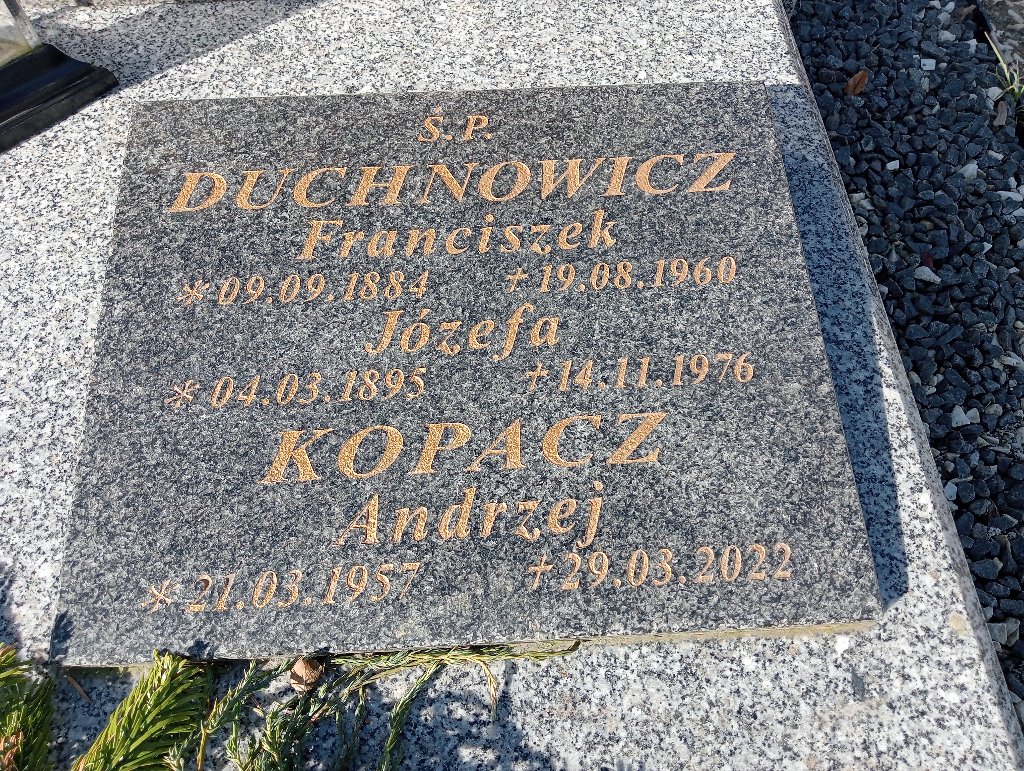 Ś.P.
DUCHNOWICZ
Franciszek
* 09.09.1884 † 19.08.1960
Józefa
* 04.03.1895 † 14.11.1976
KOPACZ
Andrzej
* 21.03.1957 † 29.03.2022